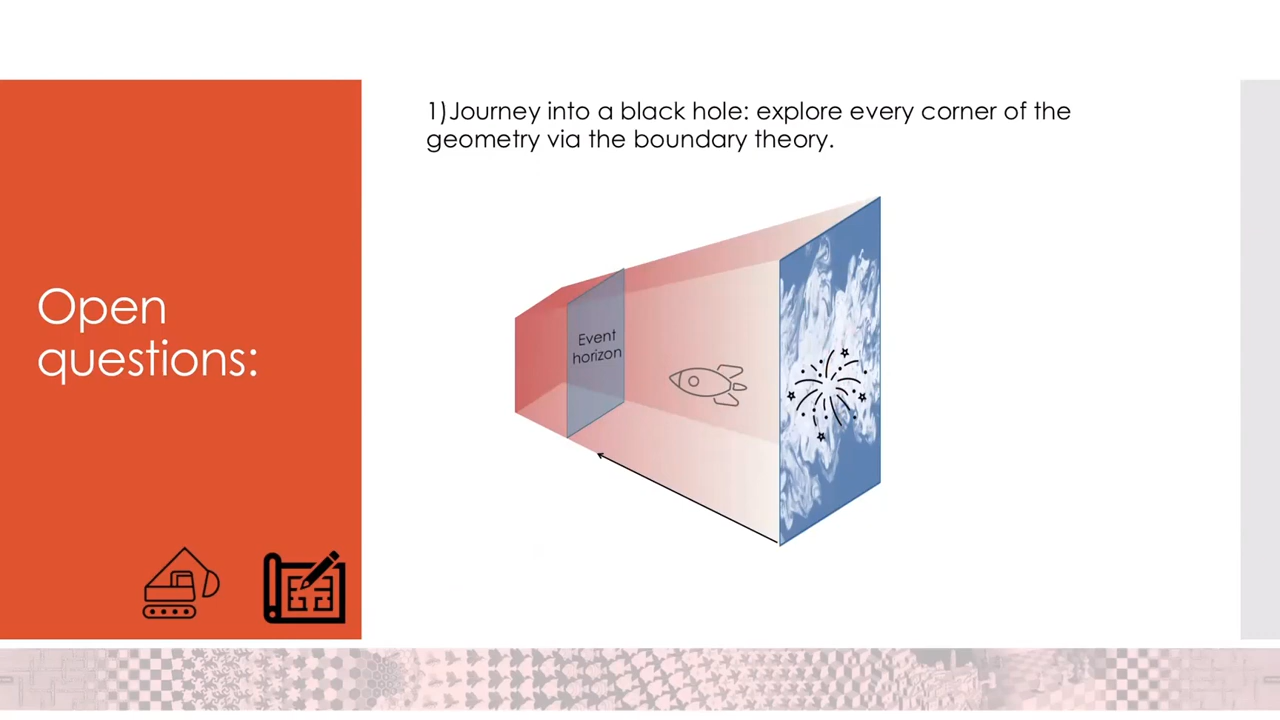 Open
questions:
1)Journey into a black hole: explore every corner of the
geometry via the boundary theory.
Event
horizon